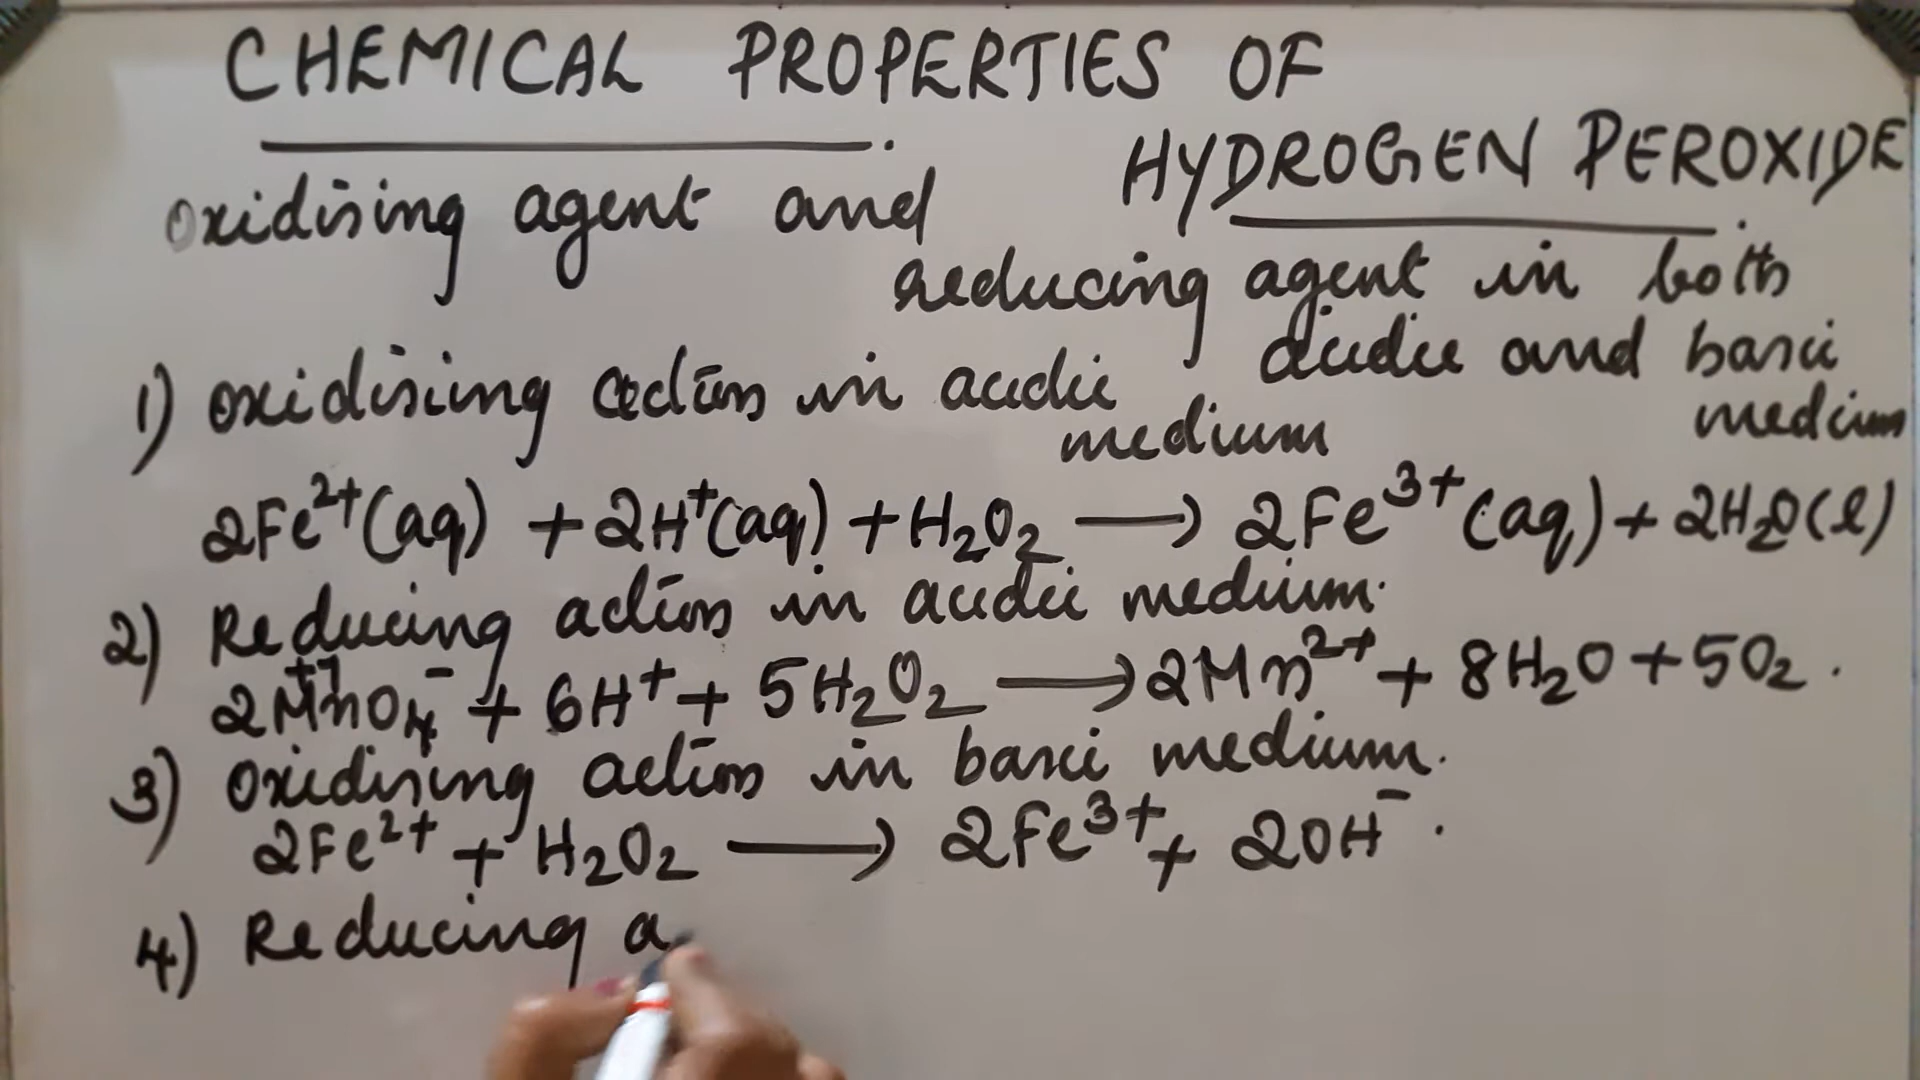 CHEMICAL PROPERTIES OF
HYDROGEN PEROXIDE
oxidising agent and
reducing agent in both
acidic and basic
medium
1) oxidising action in acidic
medium
2Fe²⁺(aq) + 2H⁺(aq) + H₂O₂ ⟶ 2Fe³⁺(aq) + 2H₂O(l)
2) Reducing action in acidic medium.
+7
2MnO₄⁻ + 6H⁺ + 5H₂O₂ ⟶ 2Mn²⁺ + 8H₂O + 5O₂.
3) oxidising action in basic medium.
2Fe²⁺ + H₂O₂ ⟶ 2Fe³⁺ + 2OH⁻.
4) Reducing a